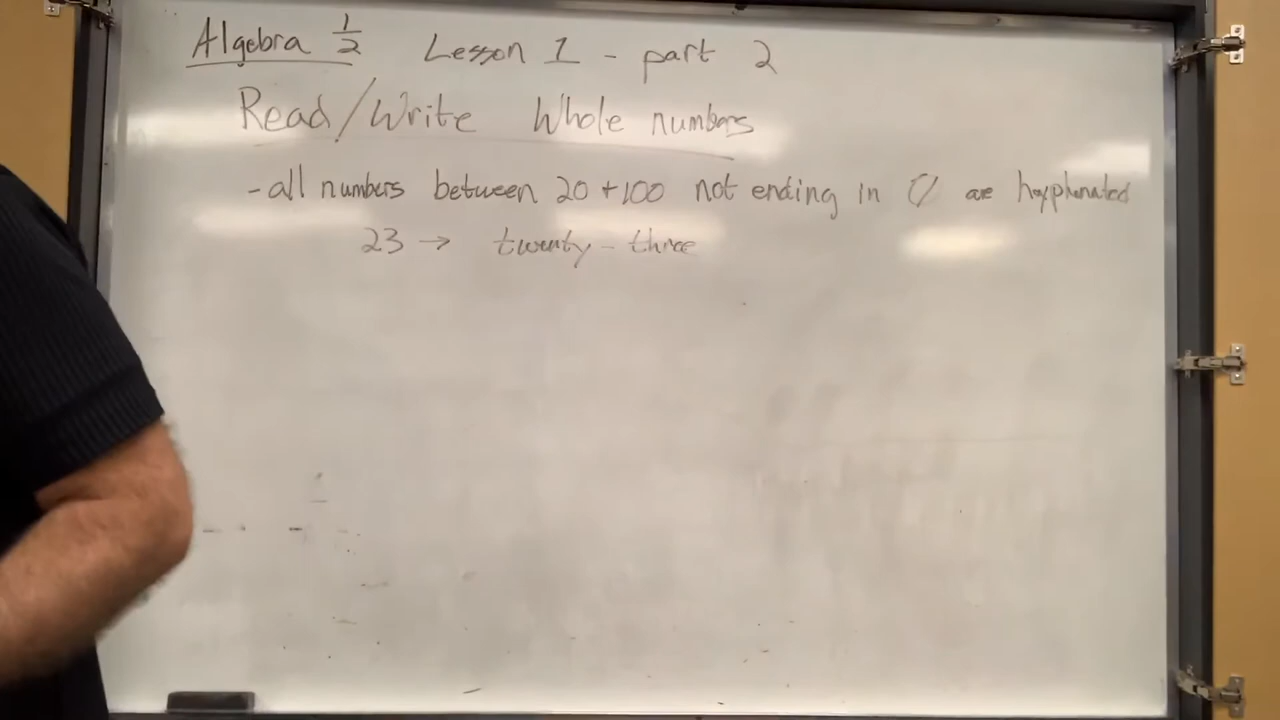 Algebra 1/2 Lesson 1 - part 2
Read/Write Whole numbers
- all numbers between 20 + 100 not ending in 0 are hyphenated
23 → twenty-three